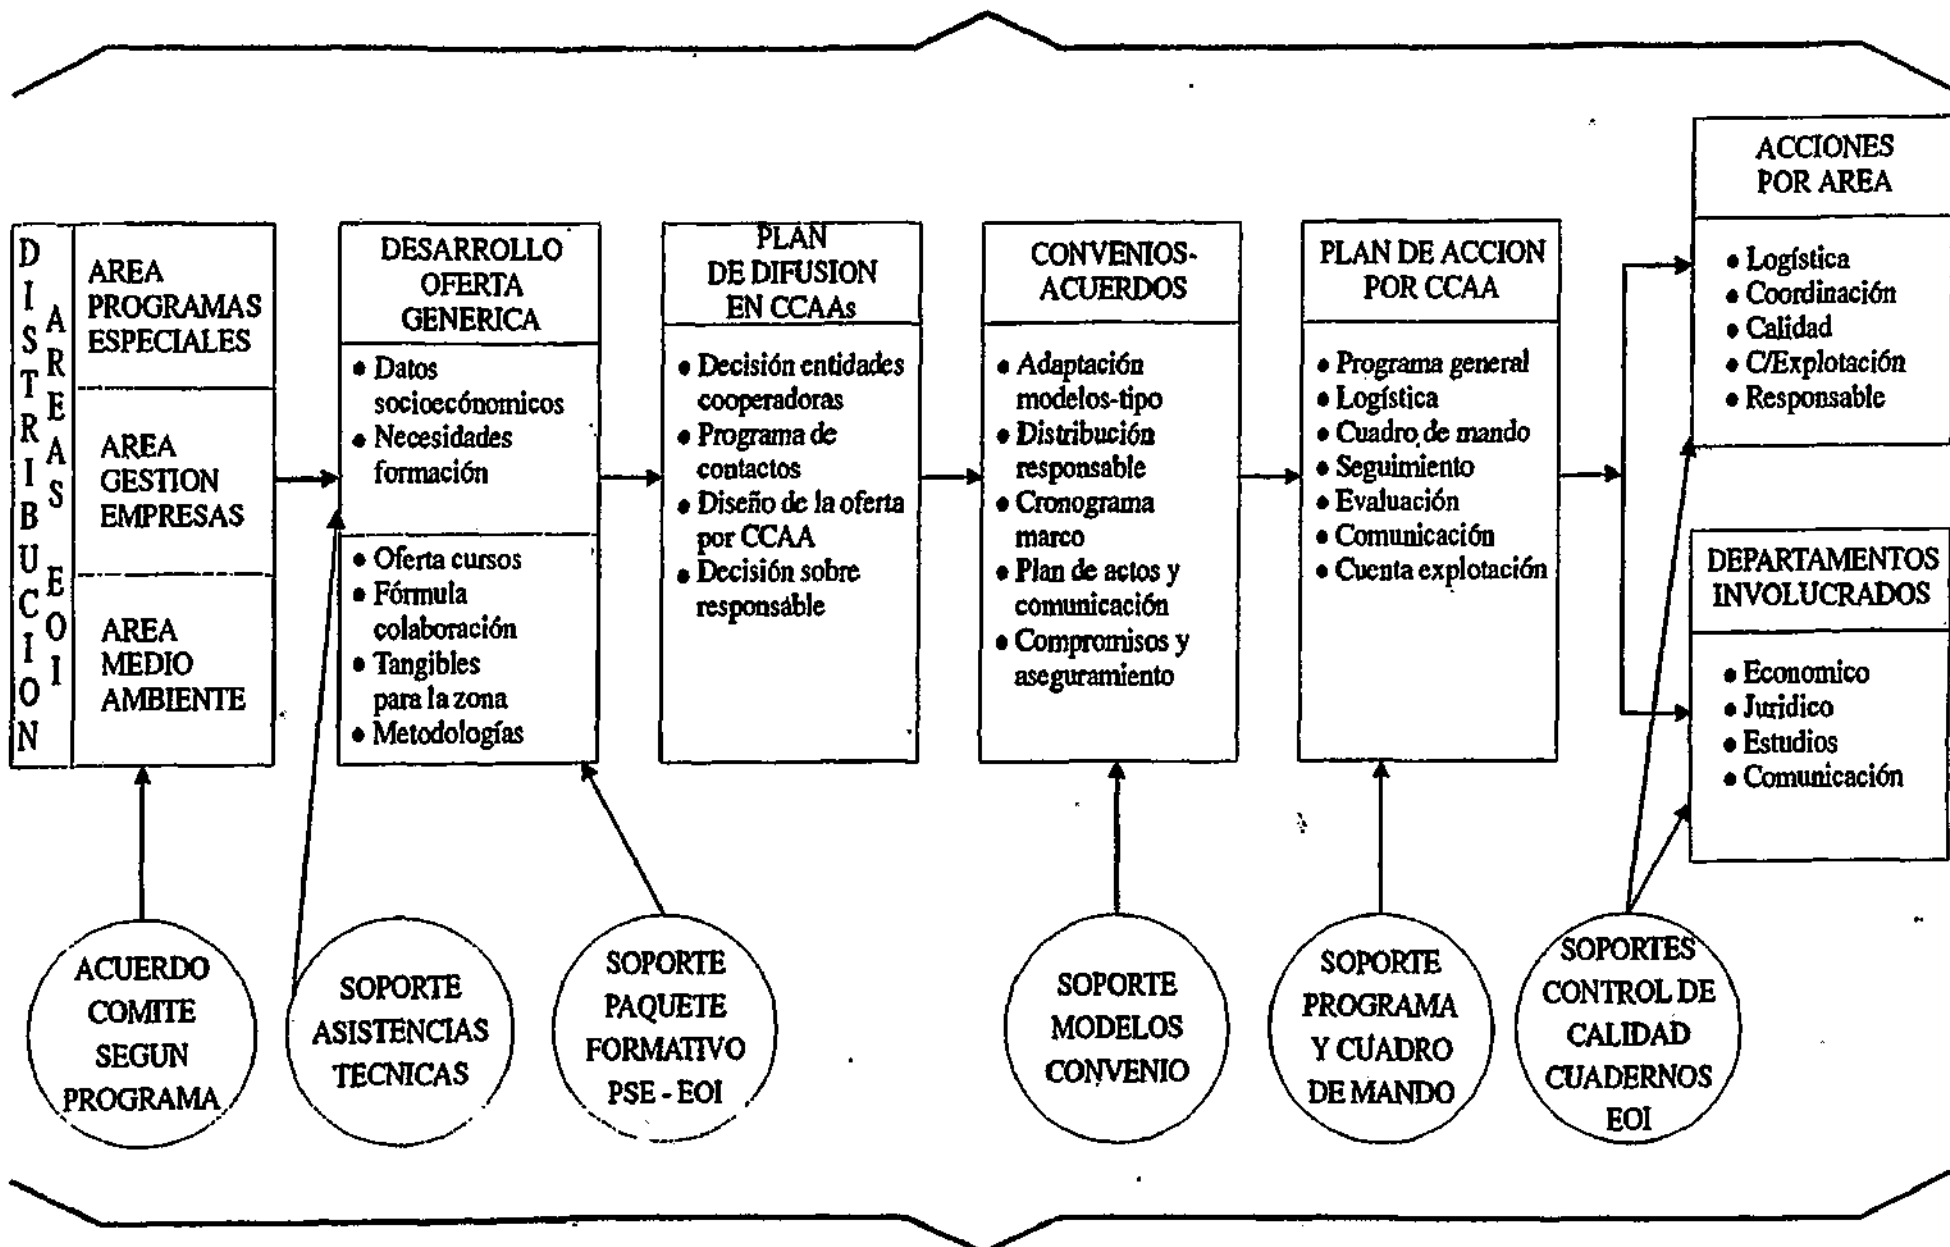 DISTRIBUCION
AREAS EOI
AREA
PROGRAMAS
ESPECIALES
AREA
GESTION
EMPRESAS
AREA
MEDIO
AMBIENTE
DESARROLLO
OFERTA
GENERICA
• Datos
socioecónomicos
• Necesidades
formación
• Oferta cursos
• Fórmula
colaboración
• Tangibles
para la zona
• Metodologías
PLAN
DE DIFUSION
EN CCAAs
• Decisión entidades
cooperadoras
• Programa de
contactos
• Diseño de la oferta
por CCAA
• Decisión sobre
responsable
CONVENIOS-
ACUERDOS
• Adaptación
modelos-tipo
• Distribución
responsable
• Cronograma
marco
• Plan de actos y
comunicación
• Compromisos y
aseguramiento
PLAN DE ACCION
POR CCAA
• Programa general
• Logística
• Cuadro de mando
• Seguimiento
• Evaluación
• Comunicación
• Cuenta explotación
ACCIONES
POR AREA
• Logística
• Coordinación
• Calidad
• C/Explotación
• Responsable
DEPARTAMENTOS
INVOLUCRADOS
• Economico
• Juridico
• Estudios
• Comunicación
ACUERDO
COMITE
SEGUN
PROGRAMA
SOPORTE
ASISTENCIAS
TECNICAS
SOPORTE
PAQUETE
FORMATIVO
PSE - EOI
SOPORTE
MODELOS
CONVENIO
SOPORTE
PROGRAMA
Y CUADRO
DE MANDO
SOPORTES
CONTROL DE
CALIDAD
CUADERNOS
EOI